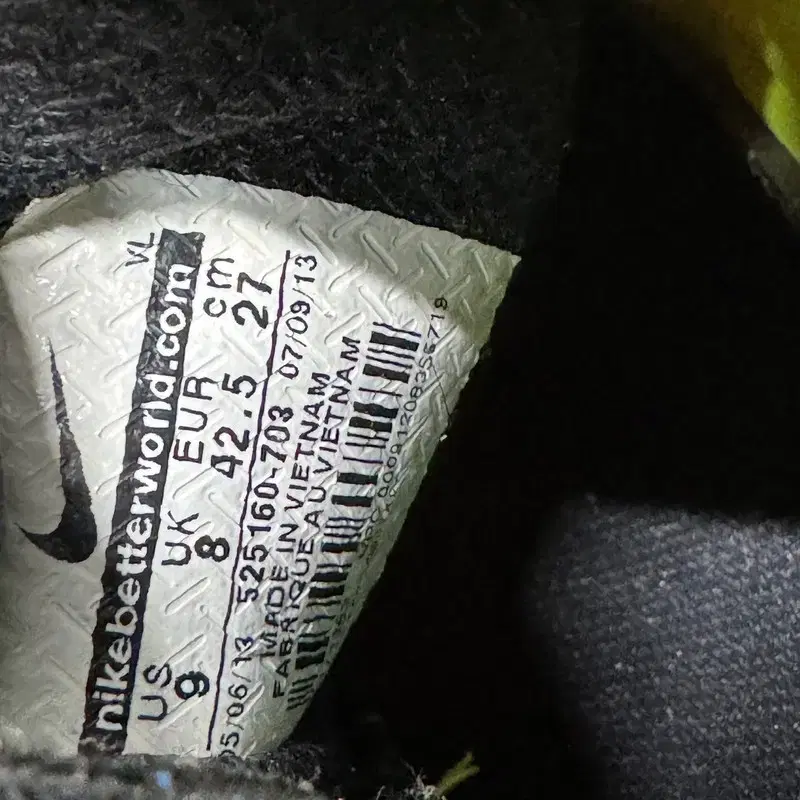 VL
nikebetterworld.com
US UK EUR cm
9 8 42.5 27
05/06/13 525160-703 07/09/13
MADE IN VIETNAM
FABRIQUE AU VIETNAM